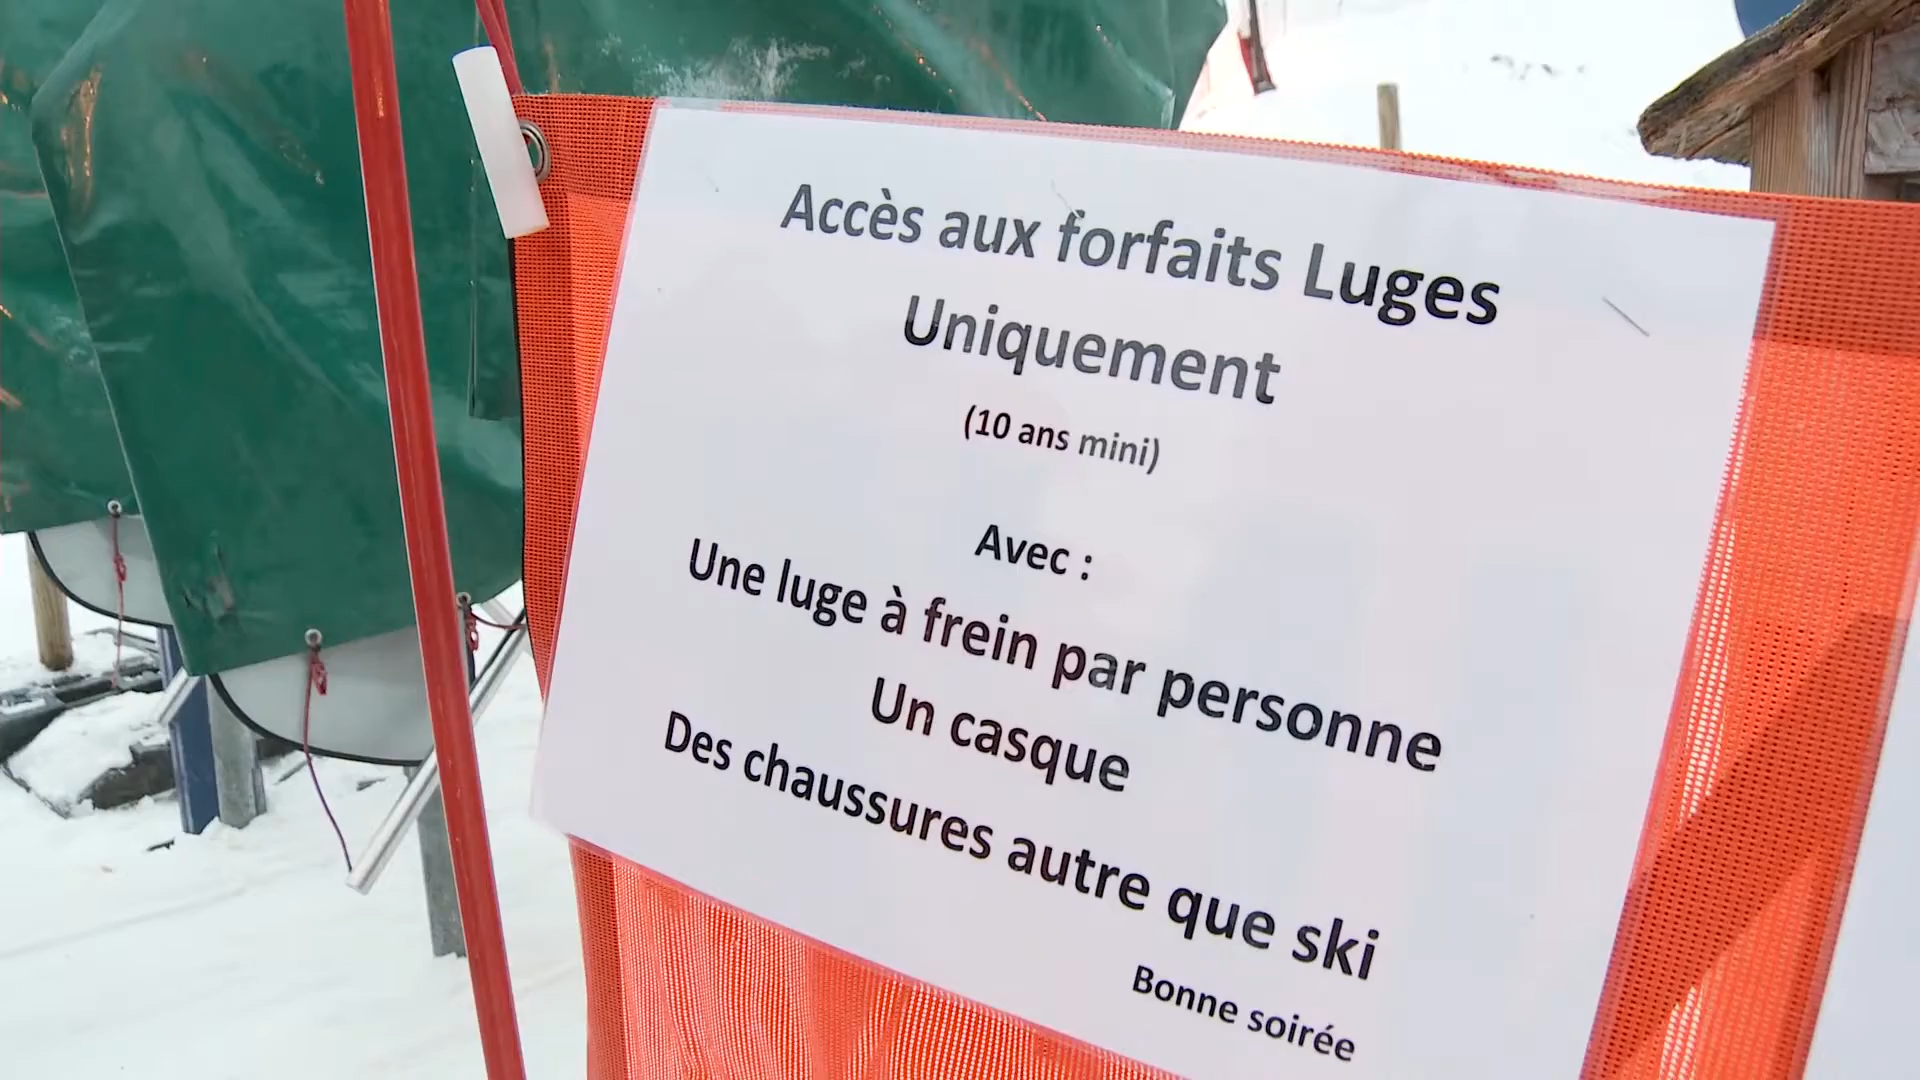 Accès aux forfaits Luges
Uniquement
(10 ans mini)
Avec :
Une luge à frein par personne
Un casque
Des chaussures autre que ski
Bonne soirée